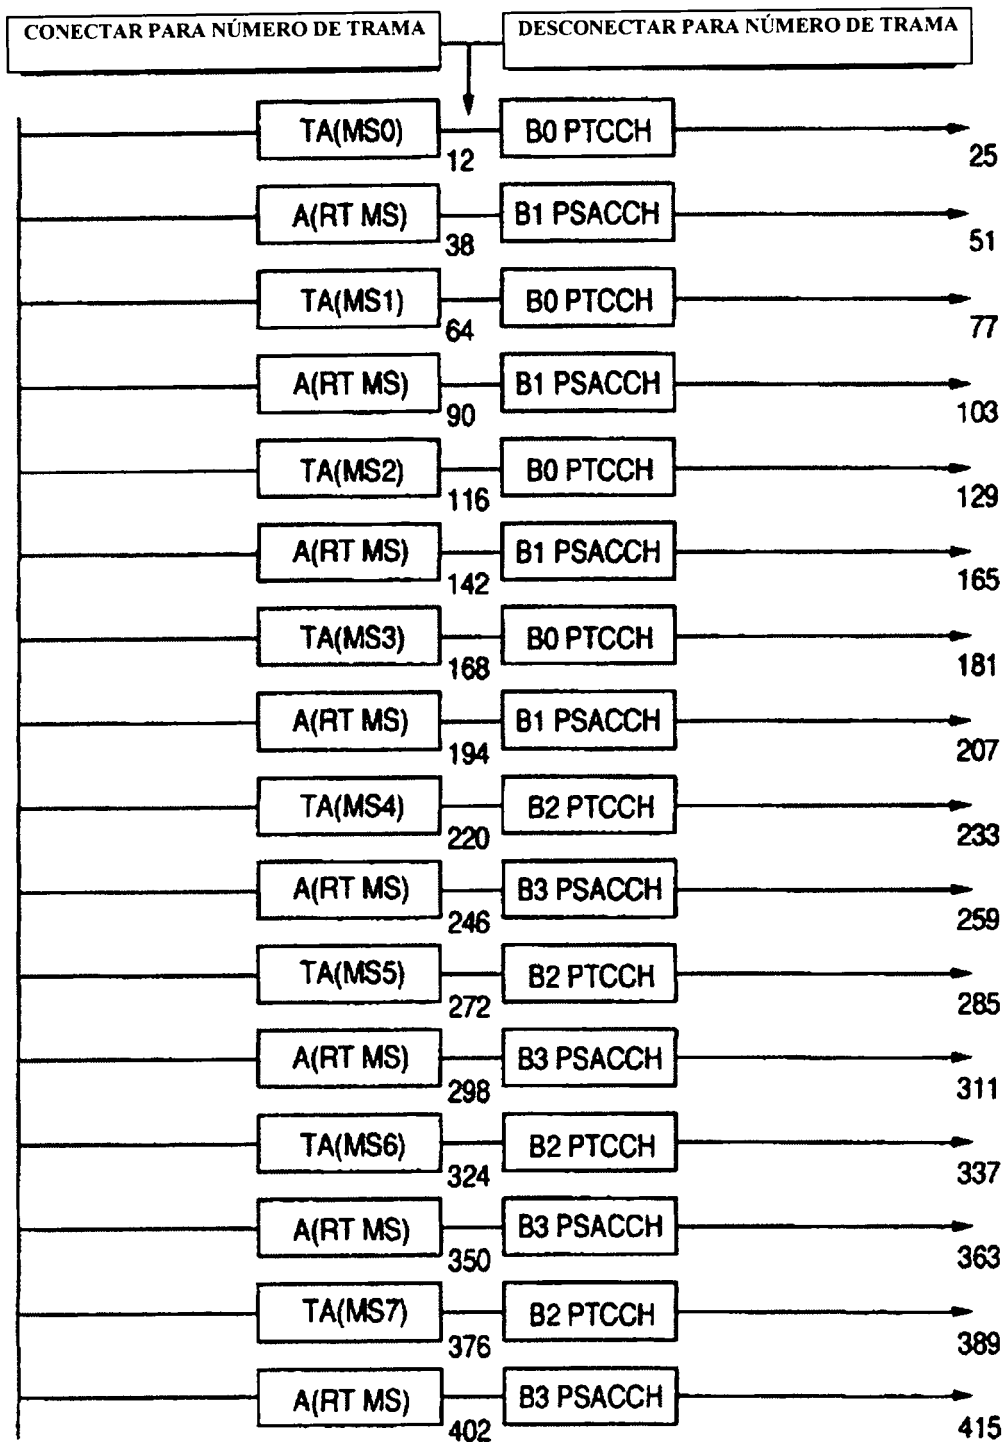 CONECTAR PARA NÚMERO DE TRAMA DESCONECTAR PARA NÚMERO DE TRAMA
TA(MS0) 12 B0 PTCCH 25
A(RT MS) 38 B1 PSACCH 51
TA(MS1) 64 B0 PTCCH 77
A(RT MS) 90 B1 PSACCH 103
TA(MS2) 116 B0 PTCCH 129
A(RT MS) 142 B1 PSACCH 165
TA(MS3) 168 B0 PTCCH 181
A(RT MS) 194 B1 PSACCH 207
TA(MS4) 220 B2 PTCCH 233
A(RT MS) 246 B3 PSACCH 259
TA(MS5) 272 B2 PTCCH 285
A(RT MS) 298 B3 PSACCH 311
TA(MS6) 324 B2 PTCCH 337
A(RT MS) 350 B3 PSACCH 363
TA(MS7) 376 B2 PTCCH 389
A(RT MS) 402 B3 PSACCH 415